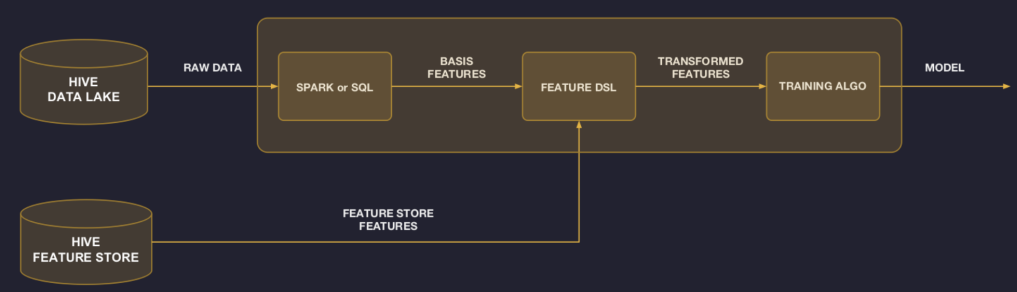 HIVE
DATA LAKE
RAW DATA
SPARK or SQL
BASIS
FEATURES
FEATURE DSL
TRANSFORMED
FEATURES
TRAINING ALGO
MODEL
HIVE
FEATURE STORE
FEATURE STORE
FEATURES